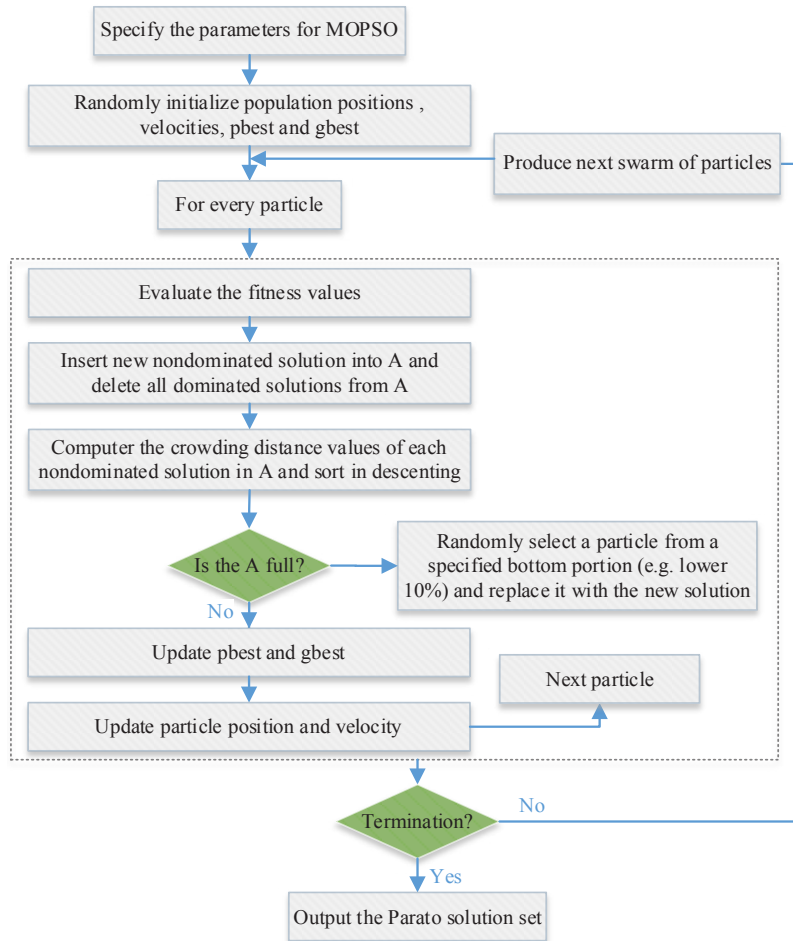 Specify the parameters for MOPSO
Randomly initialize population positions ,
velocities, pbest and gbest
Produce next swarm of particles
For every particle
Evaluate the fitness values
Insert new nondominated solution into A and
delete all dominated solutions from A
Computer the crowding distance values of each
nondominated solution in A and sort in descenting
Is the A full?
Randomly select a particle from a
specified bottom portion (e.g. lower
10%) and replace it with the new solution
No
Update pbest and gbest
Next particle
Update particle position and velocity
Termination?
No
Yes
Output the Parato solution set